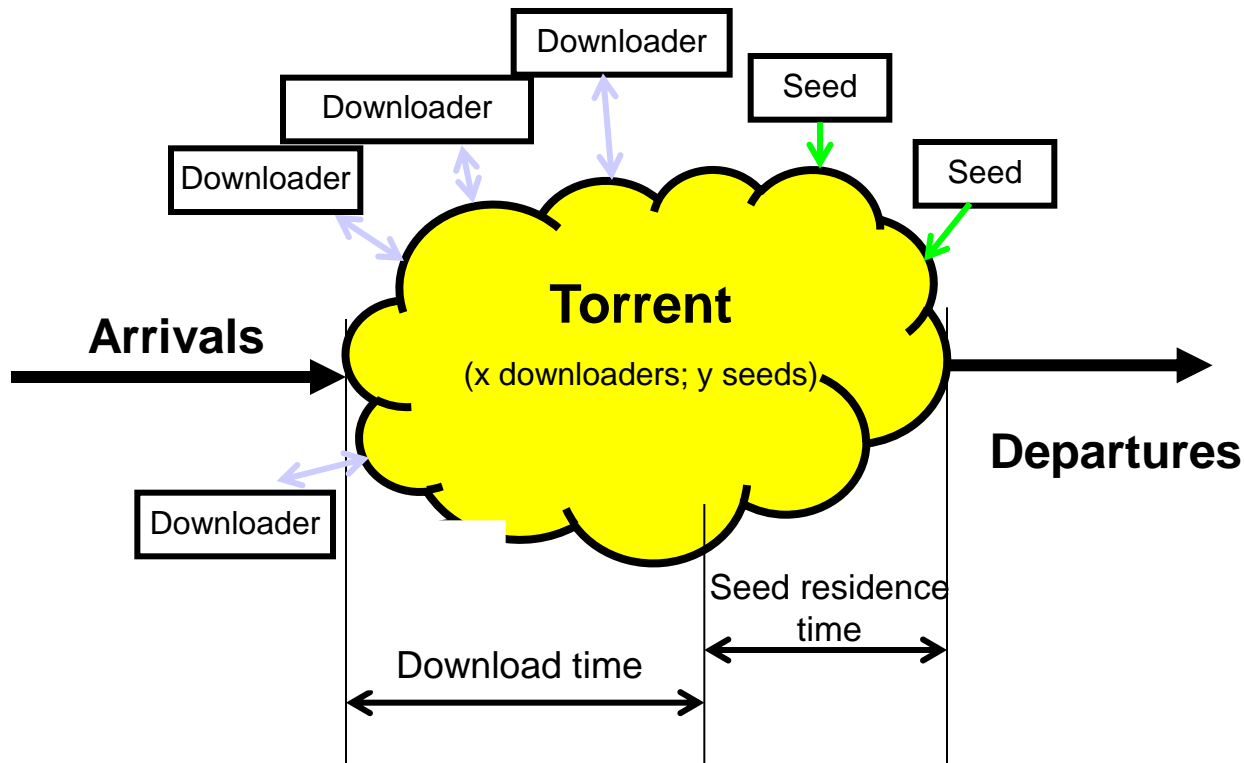 Downloader
Seed
Downloader
Downloader
Seed
Torrent
Arrivals
(x downloaders; y seeds)
Departures
Downloader
Seed residence
time
Download time